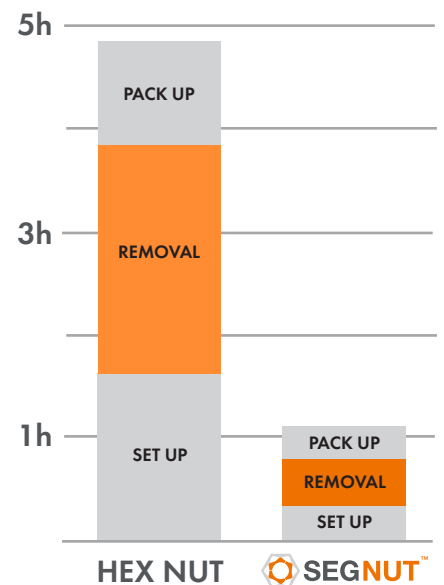 5h
PACK UP
3h
REMOVAL
1h
SET UP
PACK UP
REMOVAL
SET UP
HEX NUT
SEGNUT™